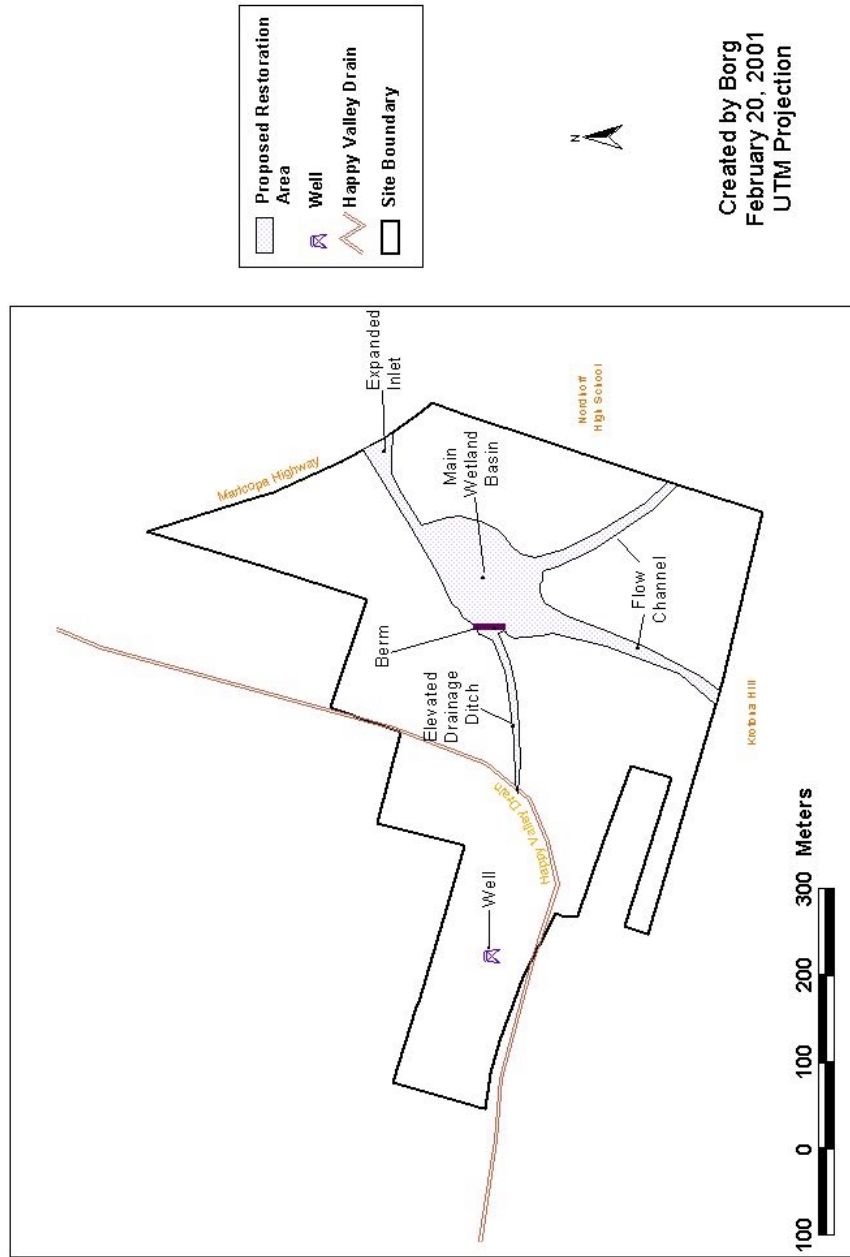 Proposed Restoration
Area
Well
Happy Valley Drain
Site Boundary
N
Created by Borg
February 20, 2001
UTM Projection
Maricopa Highway
Expanded
Inlet
Nordhoff
High School
Main
Wetland
Basin
Berm
Flow
Channel
Elevated
Drainage
Ditch
Happy Valley Drain
Krotona Hill
Well
100 0 100 200 300 Meters